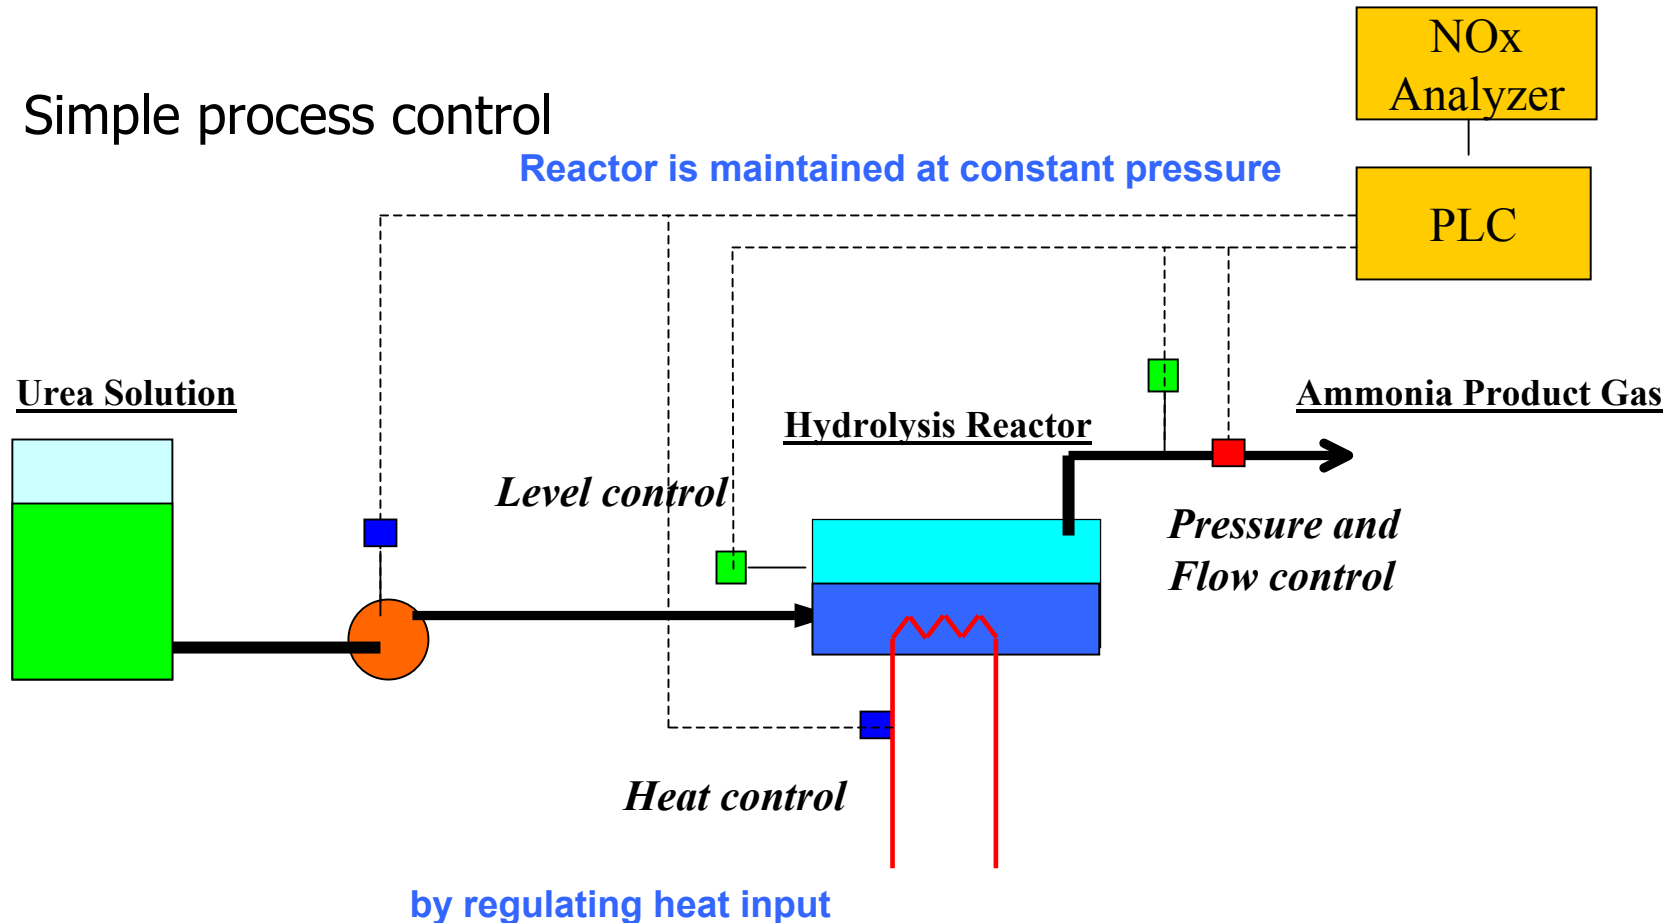 NOx
Analyzer
Simple process control
Reactor is maintained at constant pressure
PLC
Urea Solution
Ammonia Product Gas
Hydrolysis Reactor
Level control
Pressure and
Flow control
Heat control
by regulating heat input